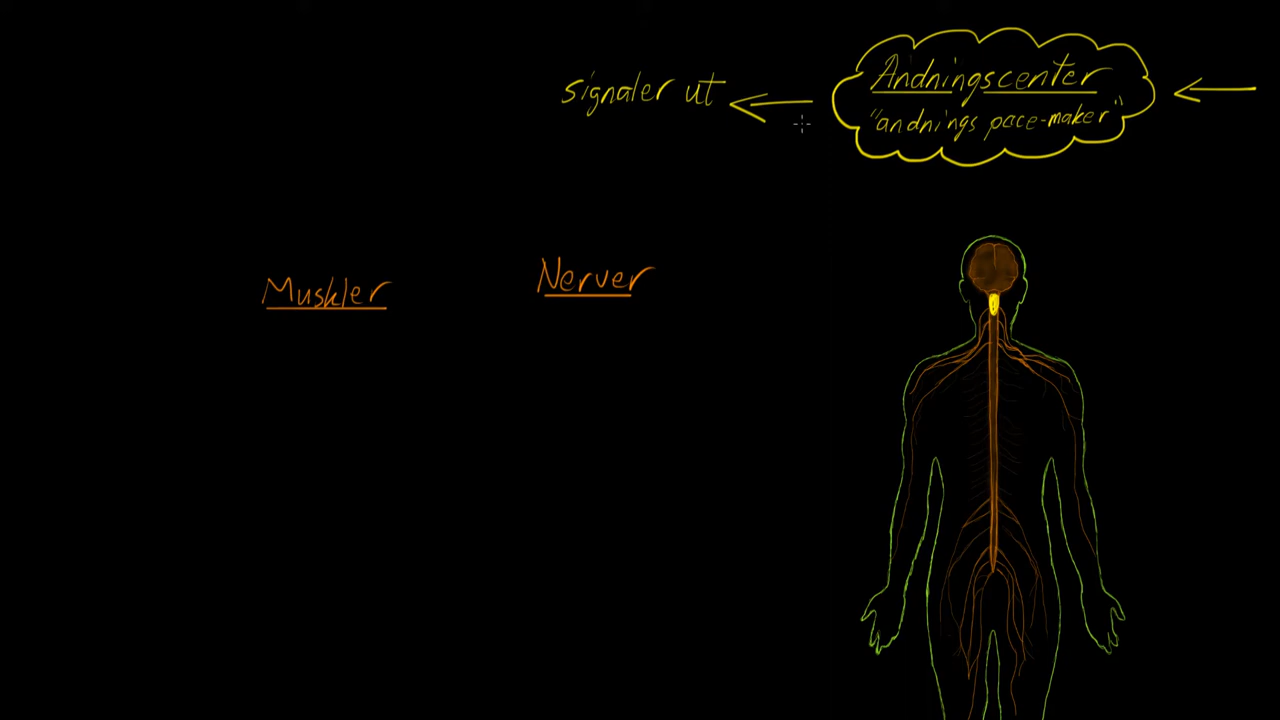 signaler ut
Andningscenter
"andnings pace-maker"
Muskler
Nerver